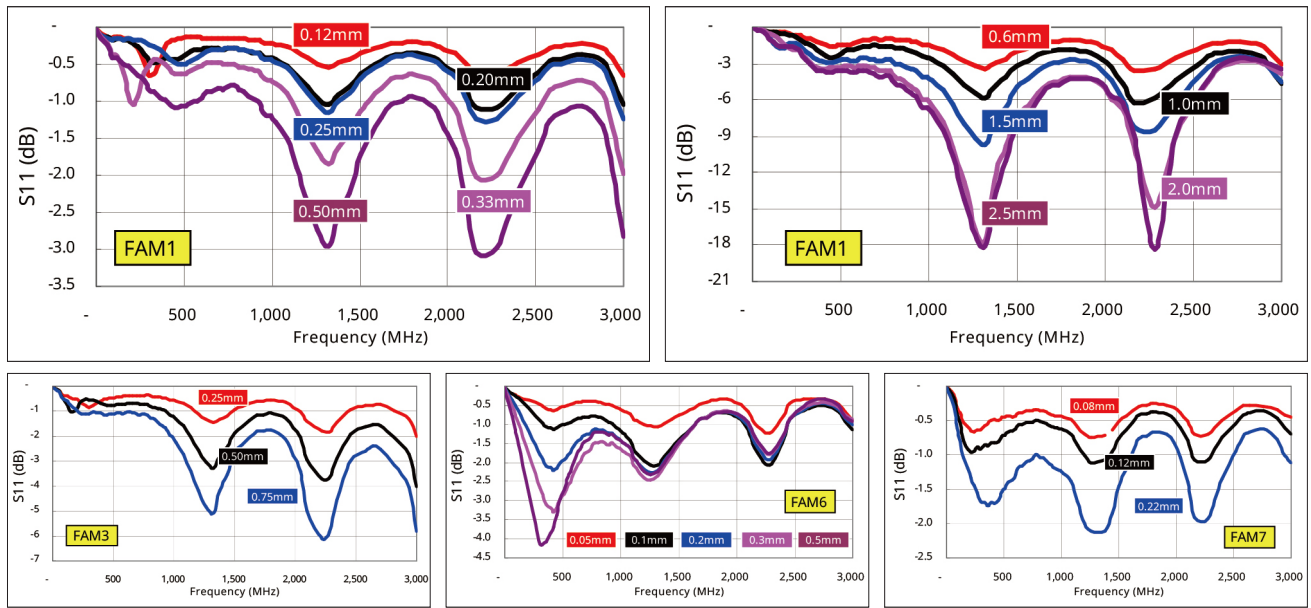 -
-0.5
-1.0
-1.5
-2.0
-2.5
-3.0
-3.5
S11 (dB)
0.12mm
0.20mm
0.25mm
0.33mm
0.50mm
FAM1
- 500 1,000 1,500 2,000 2,500 3,000
Frequency (MHz)
-
-3
-6
-9
-12
-15
-18
-21
S11 (dB)
0.6mm
1.0mm
1.5mm
2.0mm
2.5mm
FAM1
- 500 1,000 1,500 2,000 2,500 3,000
Frequency (MHz)
-
-1
-2
-3
-4
-5
-6
-7
S11 (dB)
0.25mm
0.50mm
0.75mm
FAM3
- 500 1,000 1,500 2,000 2,500 3,000
Frequency (MHz)
-
-0.5
-1.0
-1.5
-2.0
-2.5
-3.0
-3.5
-4.0
-4.5
S11 (dB)
FAM6
0.05mm 0.1mm 0.2mm 0.3mm 0.5mm
- 500 1,000 1,500 2,000 2,500 3,000
Frequency (MHz)
-
-0.5
-1.0
-1.5
-2.0
-2.5
S11 (dB)
0.08mm
0.12mm
0.22mm
FAM7
- 500 1,000 1,500 2,000 2,500 3,000
Frequency (MHz)